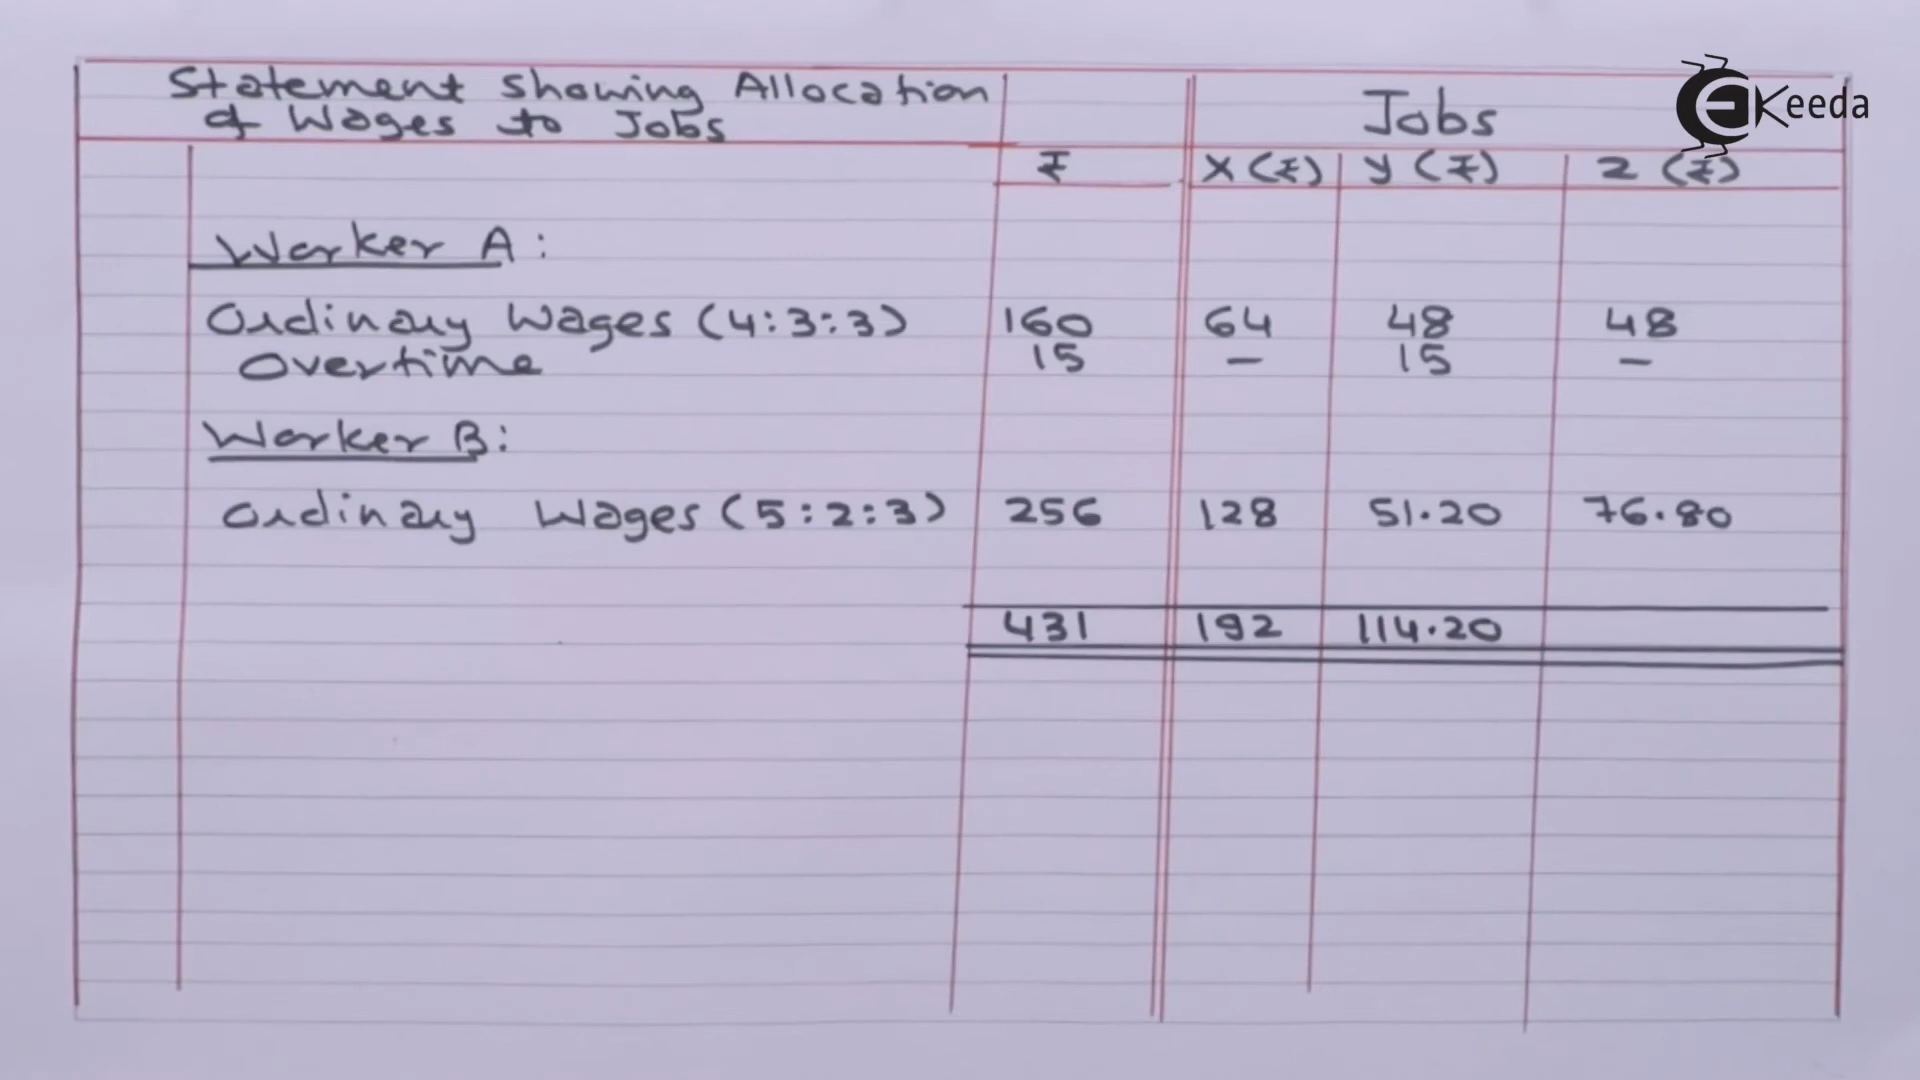 Statement showing Allocation
of Wages to Jobs
Jobs
₹ X (₹) y (₹) Z (₹)
Worker A:
Ordinary Wages (4:3:3) 160 64 48 48
Overtime 15 — 15 —
Worker B:
Ordinary Wages (5:2:3) 256 128 51.20 76.80
431 192 114.20
Keeda